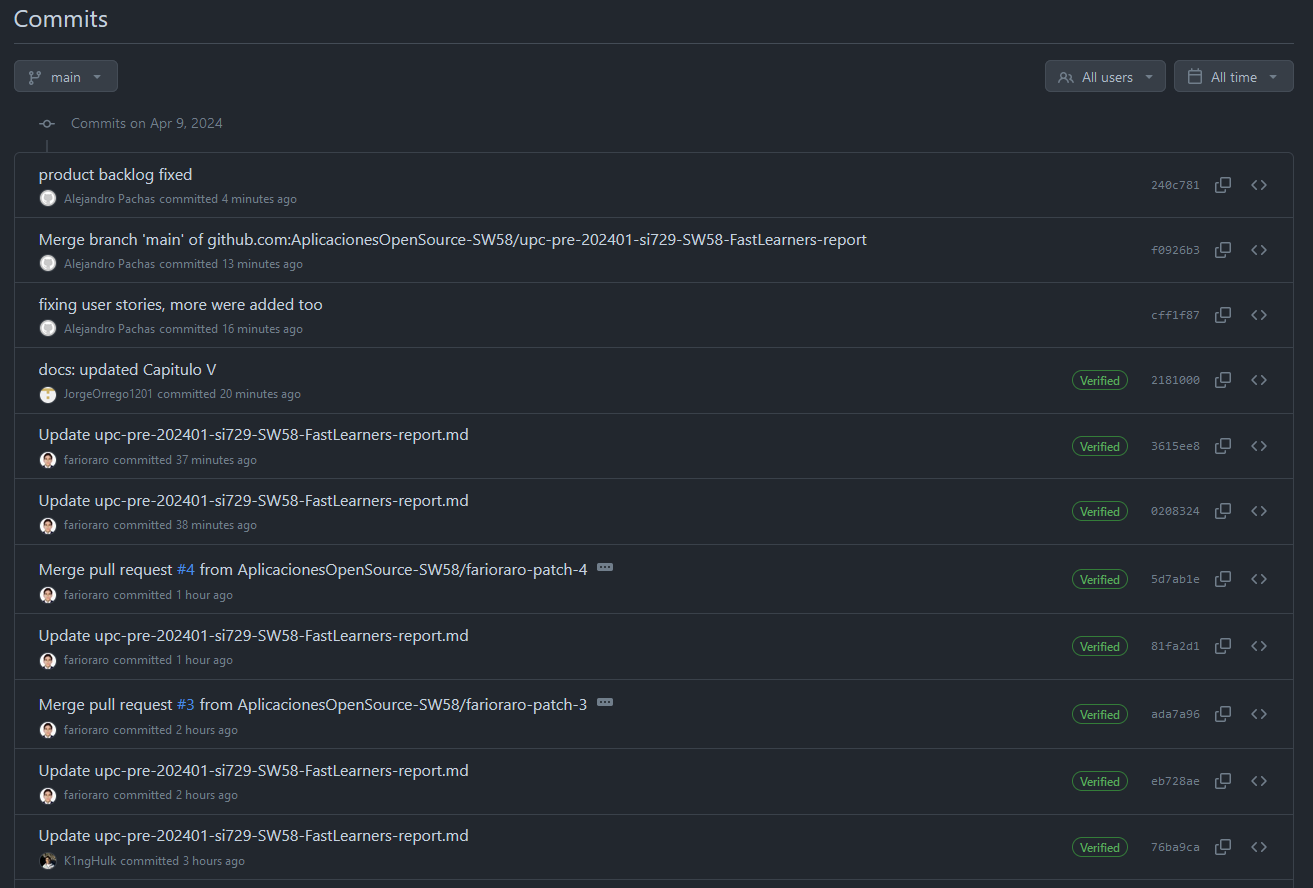 Commits
main
All users
All time
Commits on Apr 9, 2024
product backlog fixed
Alejandro Pachas committed 4 minutes ago
240c781
Merge branch 'main' of github.com:AplicacionesOpenSource-SW58/upc-pre-202401-si729-SW58-FastLearners-report
Alejandro Pachas committed 13 minutes ago
f0926b3
fixing user stories, more were added too
Alejandro Pachas committed 16 minutes ago
cff1f87
docs: updated Capitulo V
JorgeOrrego1201 committed 20 minutes ago
Verified
2181000
Update upc-pre-202401-si729-SW58-FastLearners-report.md
farioraro committed 37 minutes ago
Verified
3615ee8
Update upc-pre-202401-si729-SW58-FastLearners-report.md
farioraro committed 38 minutes ago
Verified
0208324
Merge pull request #4 from AplicacionesOpenSource-SW58/farioraro-patch-4
farioraro committed 1 hour ago
Verified
5d7ab1e
Update upc-pre-202401-si729-SW58-FastLearners-report.md
farioraro committed 1 hour ago
Verified
81fa2d1
Merge pull request #3 from AplicacionesOpenSource-SW58/farioraro-patch-3
farioraro committed 2 hours ago
Verified
ada7a96
Update upc-pre-202401-si729-SW58-FastLearners-report.md
farioraro committed 2 hours ago
Verified
eb728ae
Update upc-pre-202401-si729-SW58-FastLearners-report.md
K1ngHulk committed 3 hours ago
Verified
76ba9ca